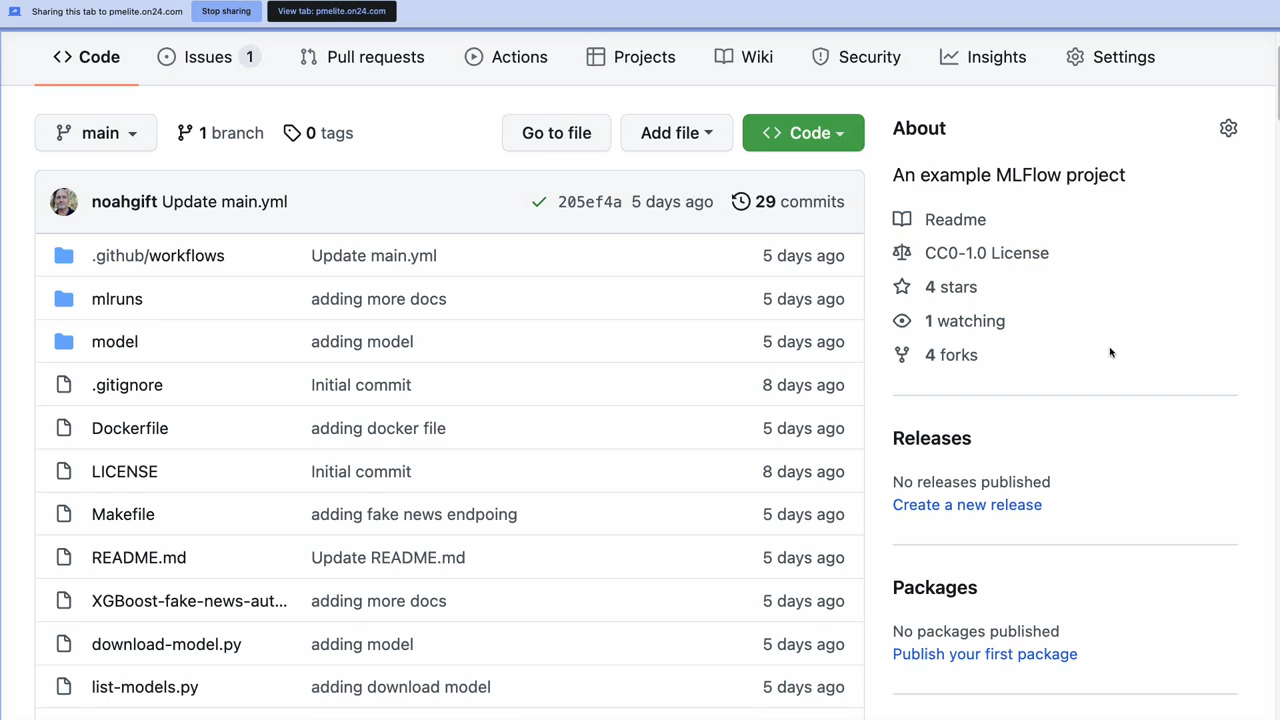 Sharing this tab to pmelite.on24.com Stop sharing View tab: pmelite.on24.com
Code Issues 1 Pull requests Actions Projects Wiki Security Insights Settings
main 1 branch 0 tags Go to file Add file Code
noahgift Update main.yml 205ef4a 5 days ago 29 commits
.github/workflows Update main.yml 5 days ago
mlruns adding more docs 5 days ago
model adding model 5 days ago
.gitignore Initial commit 8 days ago
Dockerfile adding docker file 5 days ago
LICENSE Initial commit 8 days ago
Makefile adding fake news endpoing 5 days ago
README.md Update README.md 5 days ago
XGBoost-fake-news-aut... adding more docs 5 days ago
download-model.py adding model 5 days ago
list-models.py adding download model 5 days ago
About
An example MLFlow project
Readme
CC0-1.0 License
4 stars
1 watching
4 forks
Releases
No releases published
Create a new release
Packages
No packages published
Publish your first package